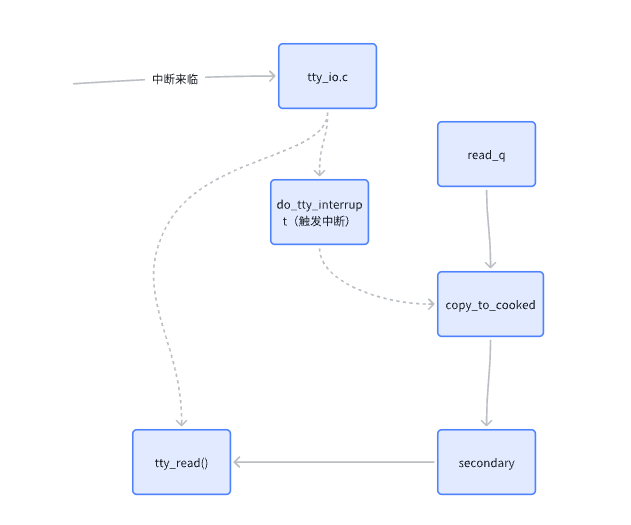 中断来临
tty_io.c
read_q
do_tty_interrup
t（触发中断）
copy_to_cooked
tty_read()
secondary